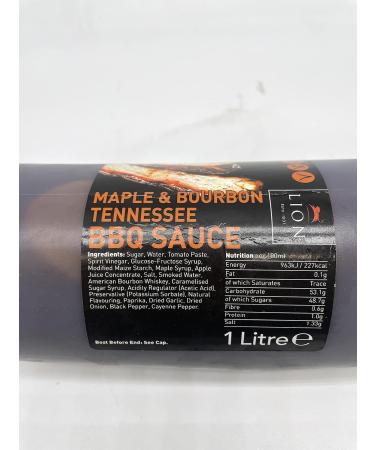 MAPLE & BOURBON
TENNESSEE
BBQ SAUCE
Ingredients: Sugar, Water, Tomato Paste,
Spirit Vinegar, Glucose-Fructose Syrup,
Modified Maize Starch, Maple Syrup, Apple
Juice Concentrate, Salt, Smoked Water,
American Bourbon Whiskey, Caramelised
Sugar Syrup, Acidity Regulator (Acetic Acid),
Preservative (Potassium Sorbate), Natural
Flavouring, Paprika, Dried Garlic, Dried
Onion, Black Pepper, Cayenne Pepper.
Best Before End: See Cap.
LION
Nutrition per 100ml
Energy 963kJ / 227kcal
Fat 0.1g
of which Saturates Trace
Carbohydrate 53.1g
of which Sugars 48.7g
Fibre 0.6g
Protein 1.0g
Salt 1.33g
1 Litre e